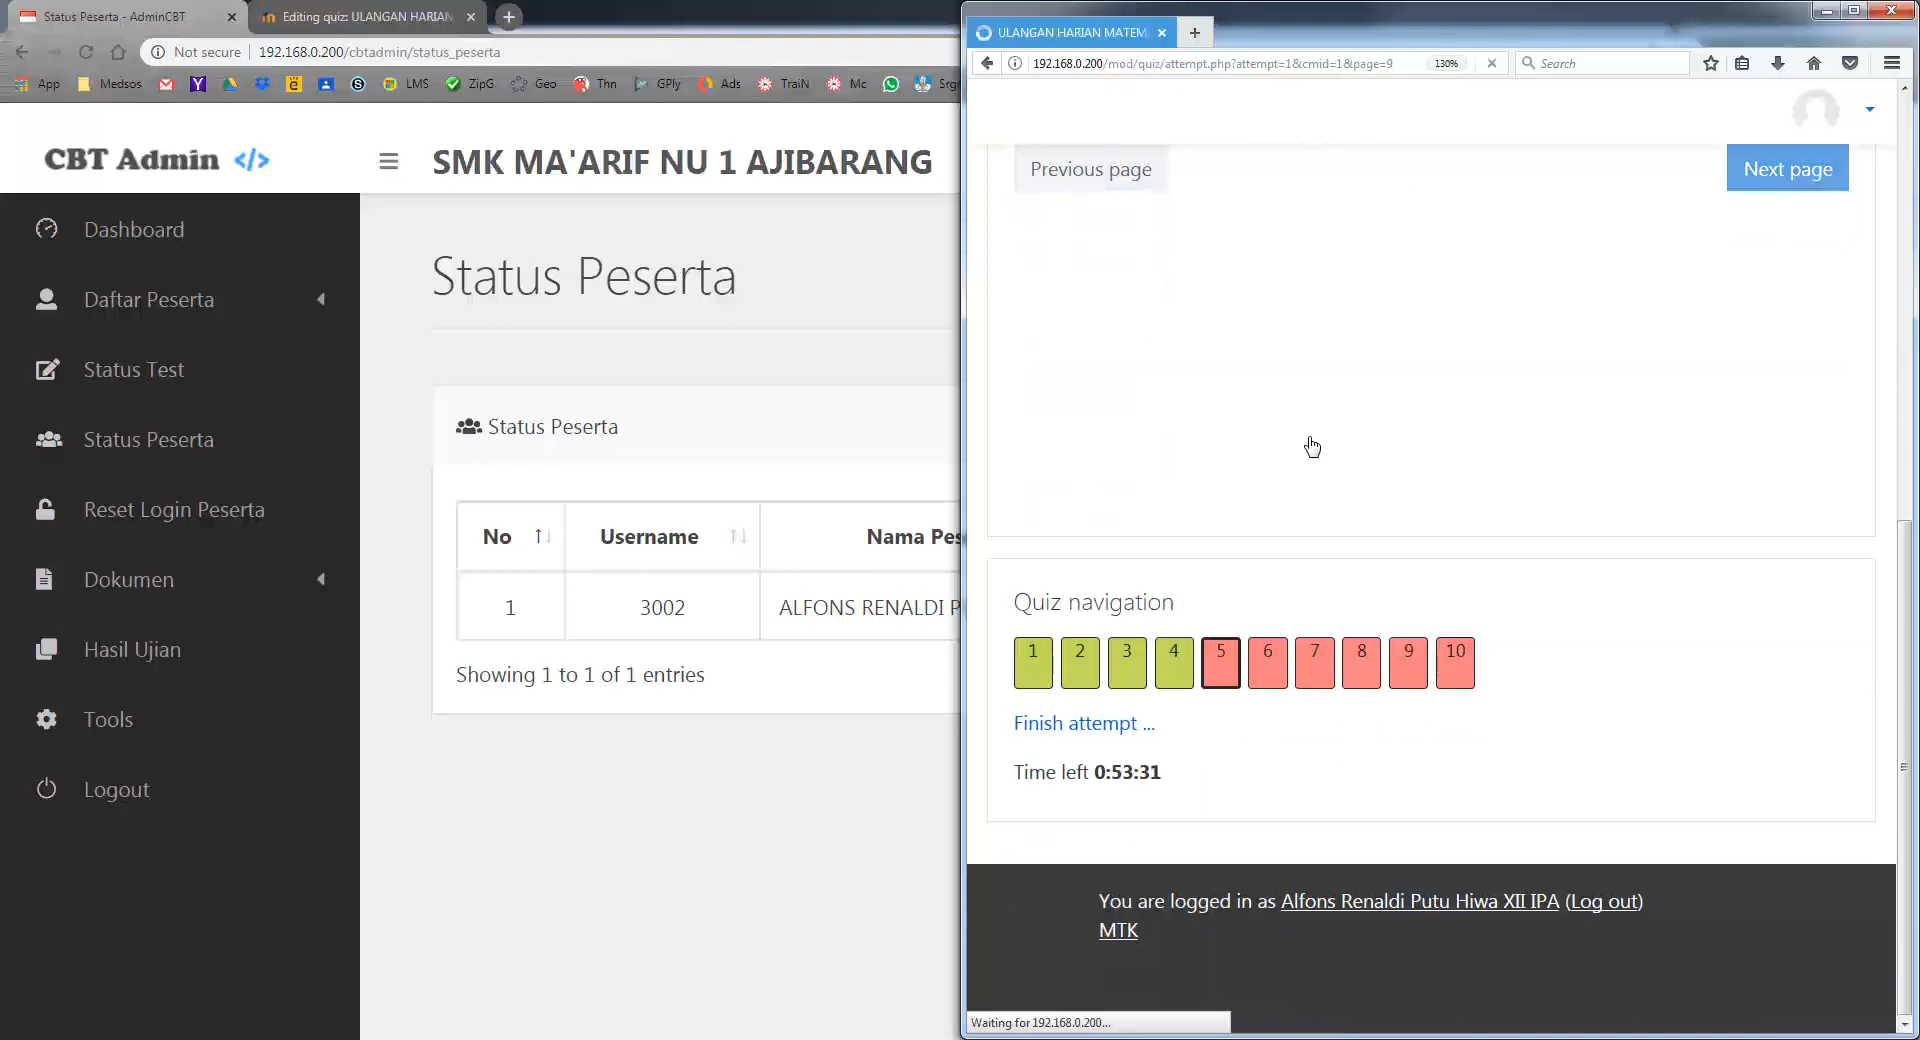 Status Peserta - AdminCBT
Editing quiz: ULANGAN HARIAN
Not secure
192.168.0.200/cbtadmin/status_peserta
App
Medsos
LMS
ZipG
Geo
Thn
GPly
Ads
TraiN
Mc
CBT Admin </>
SMK MA'ARIF NU 1 AJIBARANG
Dashboard
Daftar Peserta
Status Test
Status Peserta
Reset Login Peserta
Dokumen
Hasil Ujian
Tools
Logout
Status Peserta
Status Peserta
No
Username
Nama Pes
1
3002
ALFONS RENALDI P
Showing 1 to 1 of 1 entries
ULANGAN HARIAN MATEM
192.168.0.200/mod/quiz/attempt.php?attempt=1&cmid=1&page=9
130%
Search
Previous page
Next page
Quiz navigation
1 2 3 4 5 6 7 8 9 10
Finish attempt ...
Time left 0:53:31
You are logged in as Alfons Renaldi Putu Hiwa XII IPA (Log out)
MTK
Waiting for 192.168.0.200...